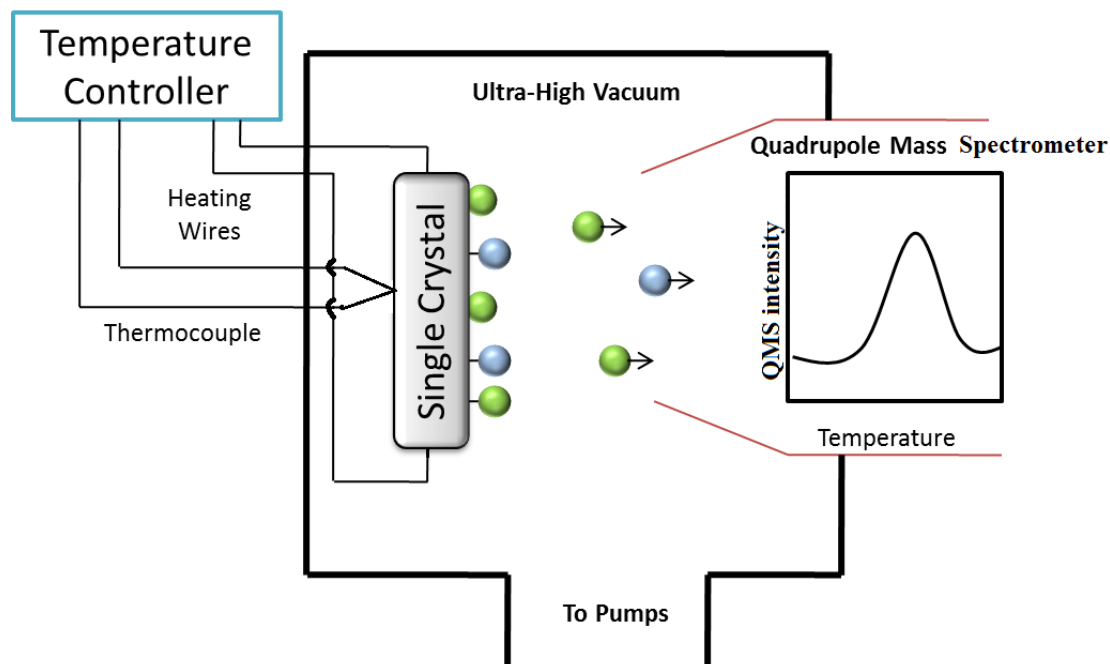 Temperature
Controller
Ultra-High Vacuum
Quadrupole Mass Spectrometer
Heating
Wires
Single Crystal
QMS intensity
Thermocouple
Temperature
To Pumps